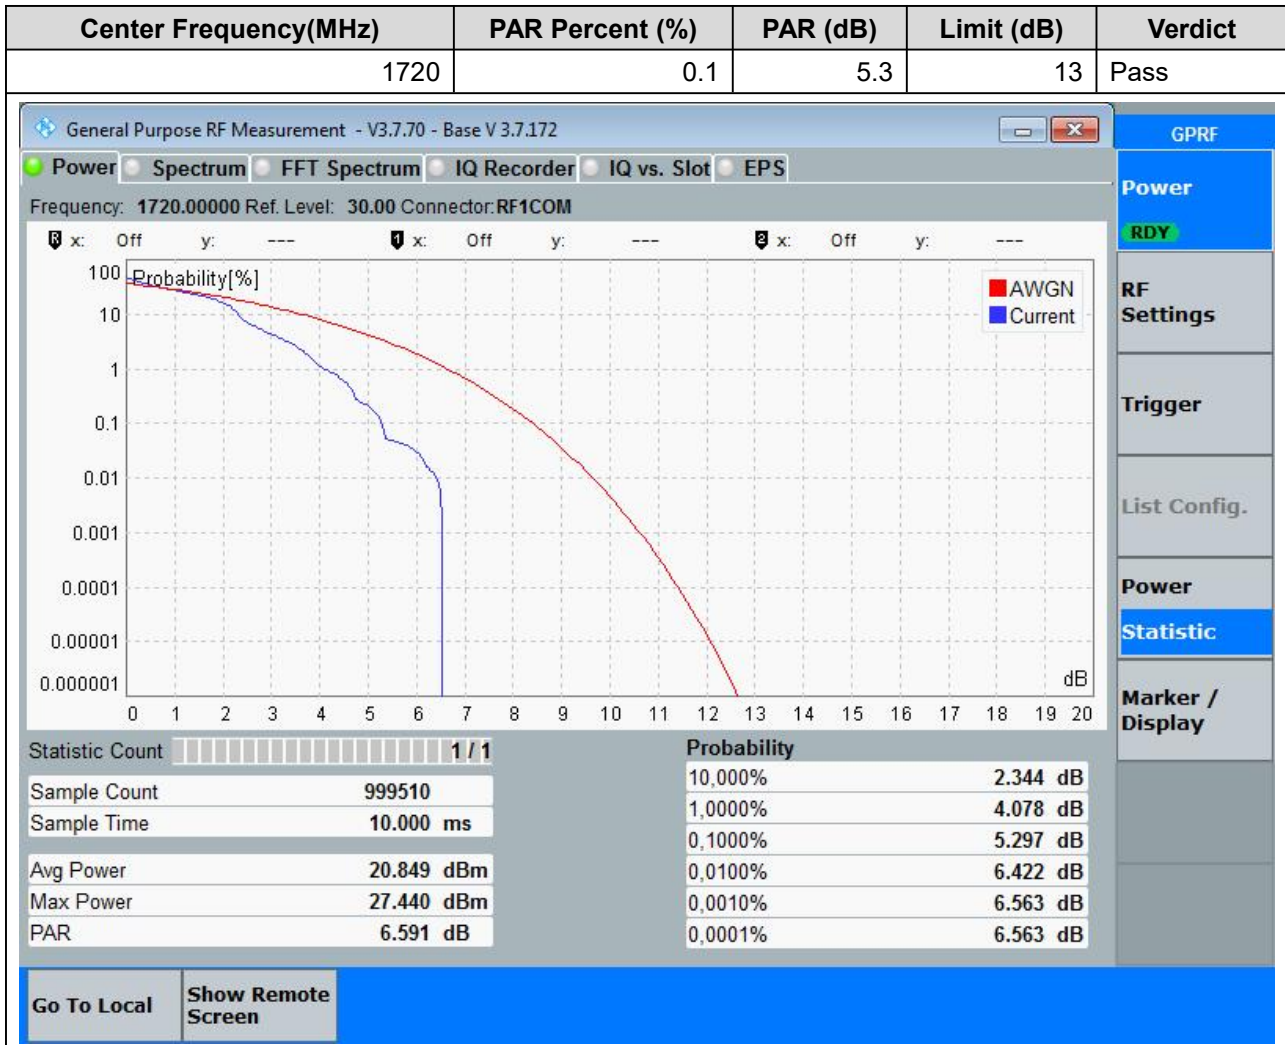 Center Frequency(MHz) PAR Percent (%) PAR (dB) Limit (dB) Verdict
1720 0.1 5.3 13 Pass
General Purpose RF Measurement - V3.7.70 - Base V 3.7.172
GPRF
Power Spectrum FFT Spectrum IQ Recorder IQ vs. Slot EPS
Frequency: 1720.00000 Ref. Level: 30.00 Connector:RF1COM
R x: Off y: --- 1 x: Off y: --- 2 x: Off y: ---
Probability[%]
AWGN
Current
100
10
1
0.1
0.01
0.001
0.0001
0.00001
0.000001
dB
0 1 2 3 4 5 6 7 8 9 10 11 12 13 14 15 16 17 18 19 20
Statistic Count 1 / 1
Sample Count 999510
Sample Time 10.000 ms
Avg Power 20.849 dBm
Max Power 27.440 dBm
PAR 6.591 dB
Probability
10,000% 2.344 dB
1,0000% 4.078 dB
0,1000% 5.297 dB
0,0100% 6.422 dB
0,0010% 6.563 dB
0,0001% 6.563 dB
Power
RDY
RF
Settings
Trigger
List Config.
Power
Statistic
Marker /
Display
Go To Local
Show Remote
Screen